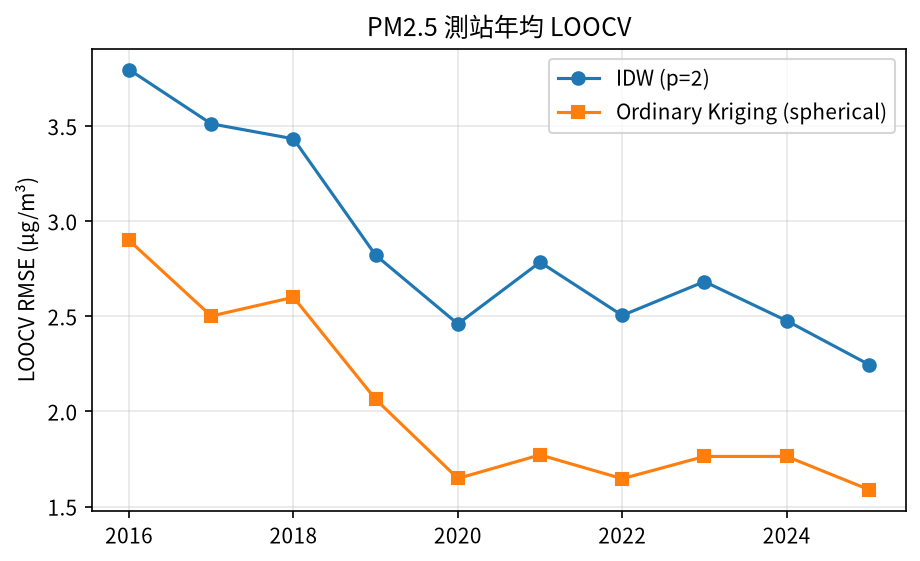 PM2.5 測站年均 LOOCV
IDW (p=2)
Ordinary Kriging (spherical)
LOOCV RMSE (µg/m³)
3.5
3.0
2.5
2.0
1.5
2016
2018
2020
2022
2024